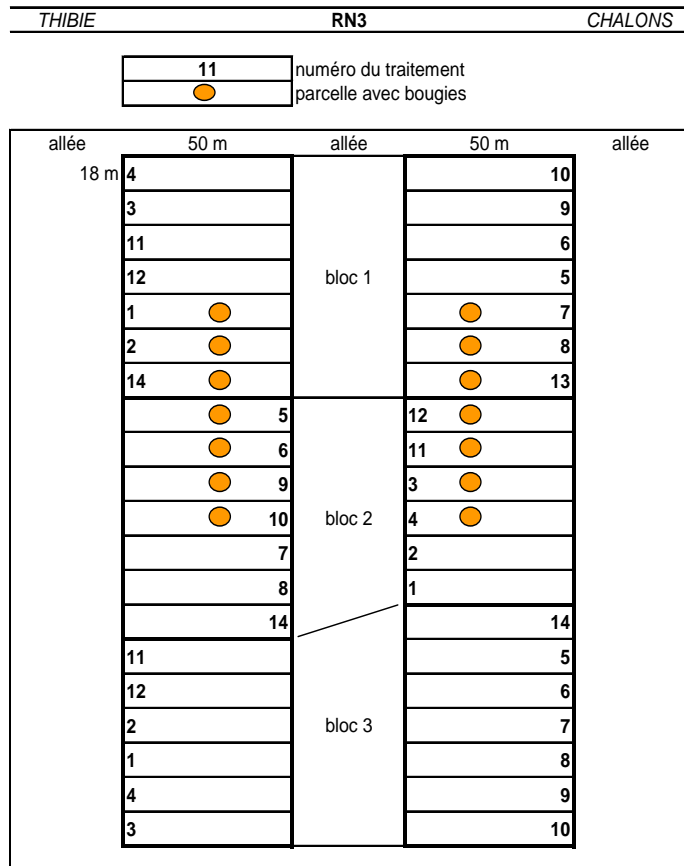 THIBIE RN3 CHALONS
11 numéro du traitement
parcelle avec bougies
allée 50 m allée 50 m allée
18 m 4 10
3 9
11 6
12 bloc 1 5
1 7
2 8
14 13
5 12
6 11
9 3
10 bloc 2 4
7 2
8 1
14 14
11 5
12 6
2 bloc 3 7
1 8
4 9
3 10